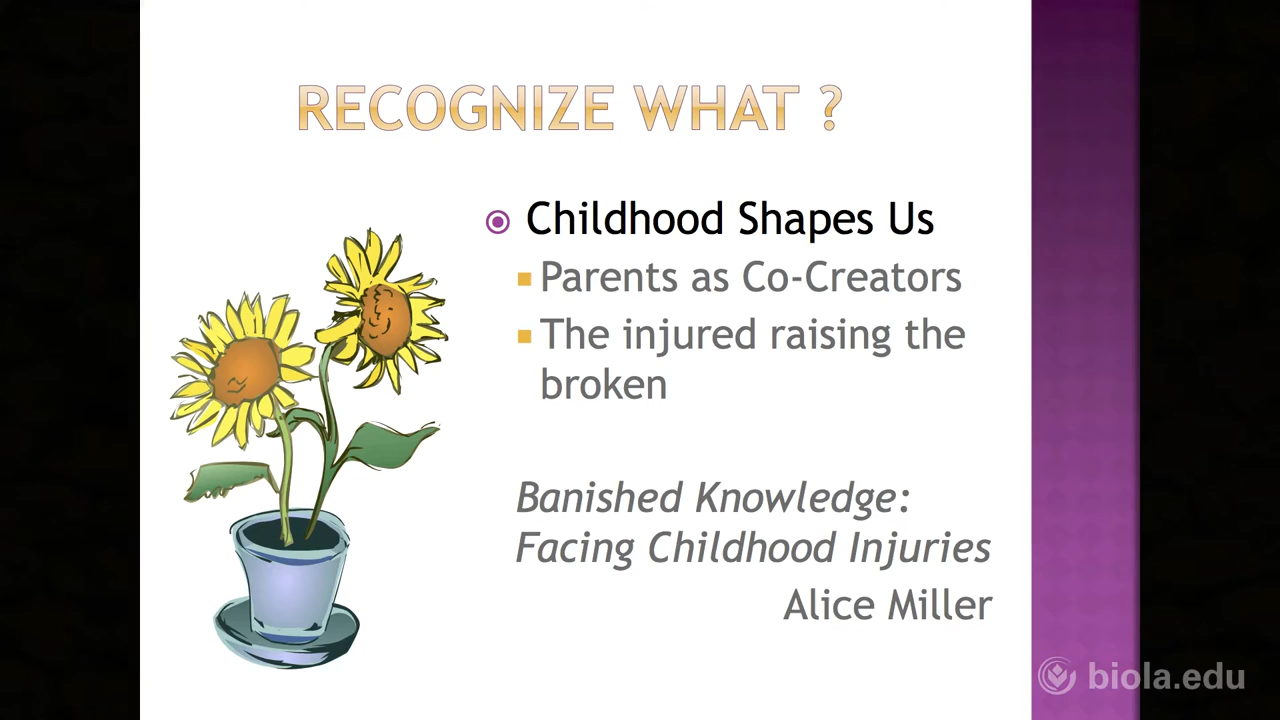 RECOGNIZE WHAT ?
Childhood Shapes Us
Parents as Co-Creators
The injured raising the
broken
Banished Knowledge:
Facing Childhood Injuries
Alice Miller
biola.edu